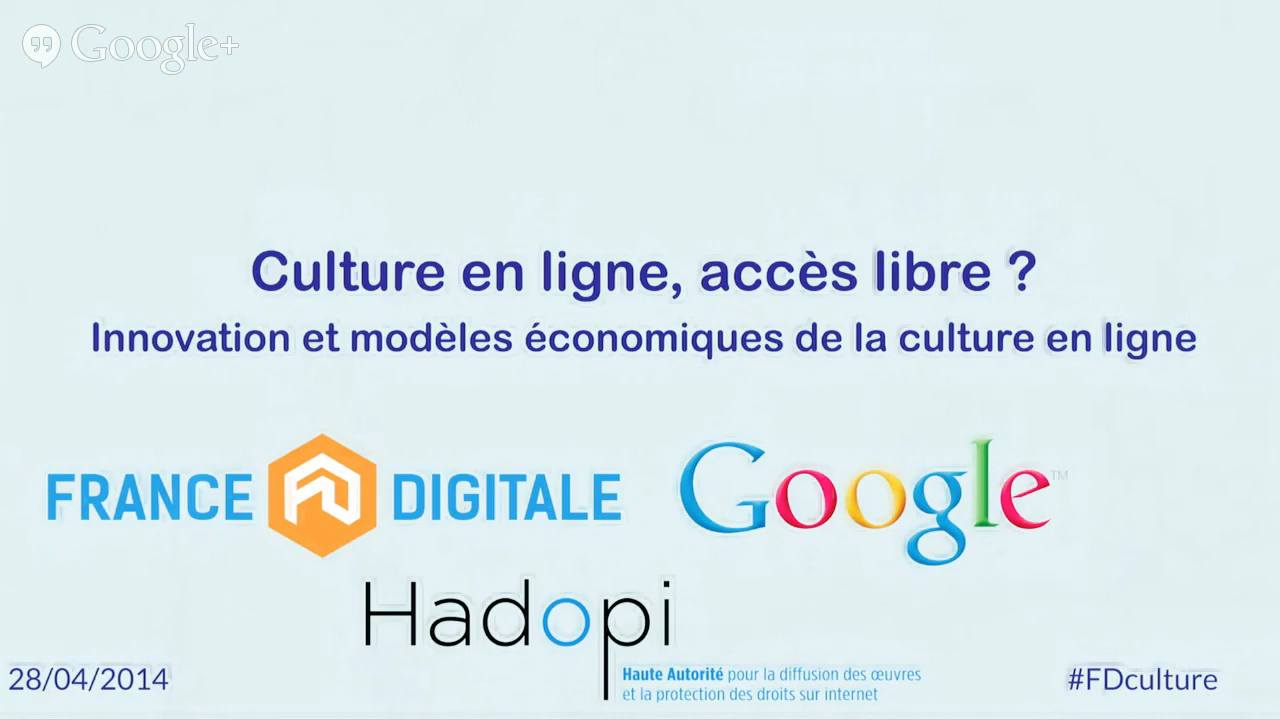 Google+
Culture en ligne, accès libre ?
Innovation et modèles économiques de la culture en ligne
FRANCE DIGITALE
Google™
Hadopi
Haute Autorité pour la diffusion des œuvres
et la protection des droits sur internet
28/04/2014
#FDculture